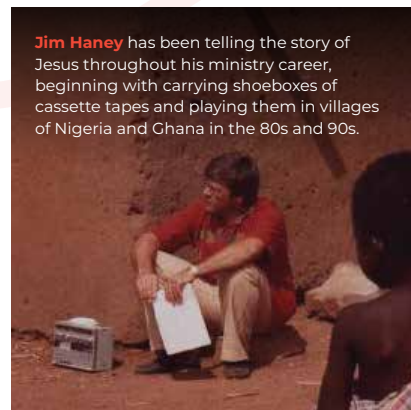 Jim Haney has been telling the story of
Jesus throughout his ministry career,
beginning with carrying shoeboxes of
cassette tapes and playing them in villages
of Nigeria and Ghana in the 80s and 90s.